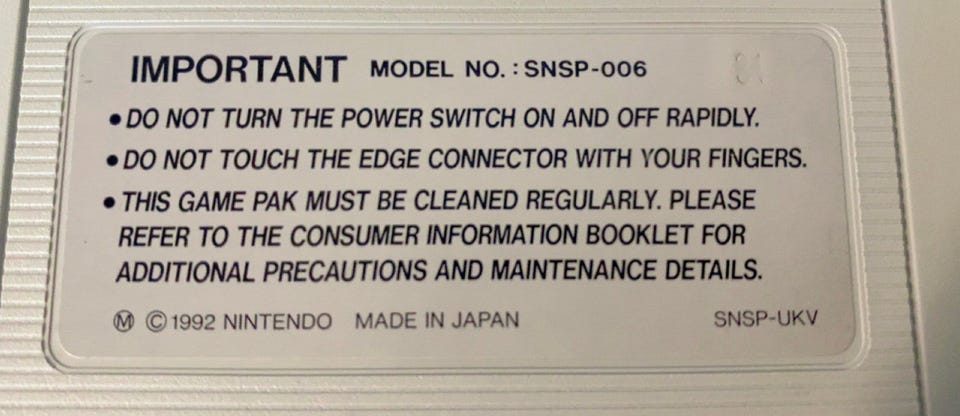 IMPORTANT MODEL NO.: SNSP-006
•DO NOT TURN THE POWER SWITCH ON AND OFF RAPIDLY.
•DO NOT TOUCH THE EDGE CONNECTOR WITH YOUR FINGERS.
•THIS GAME PAK MUST BE CLEANED REGULARLY. PLEASE
REFER TO THE CONSUMER INFORMATION BOOKLET FOR
ADDITIONAL PRECAUTIONS AND MAINTENANCE DETAILS.
Ⓜ ©1992 NINTENDO MADE IN JAPAN SNSP-UKV